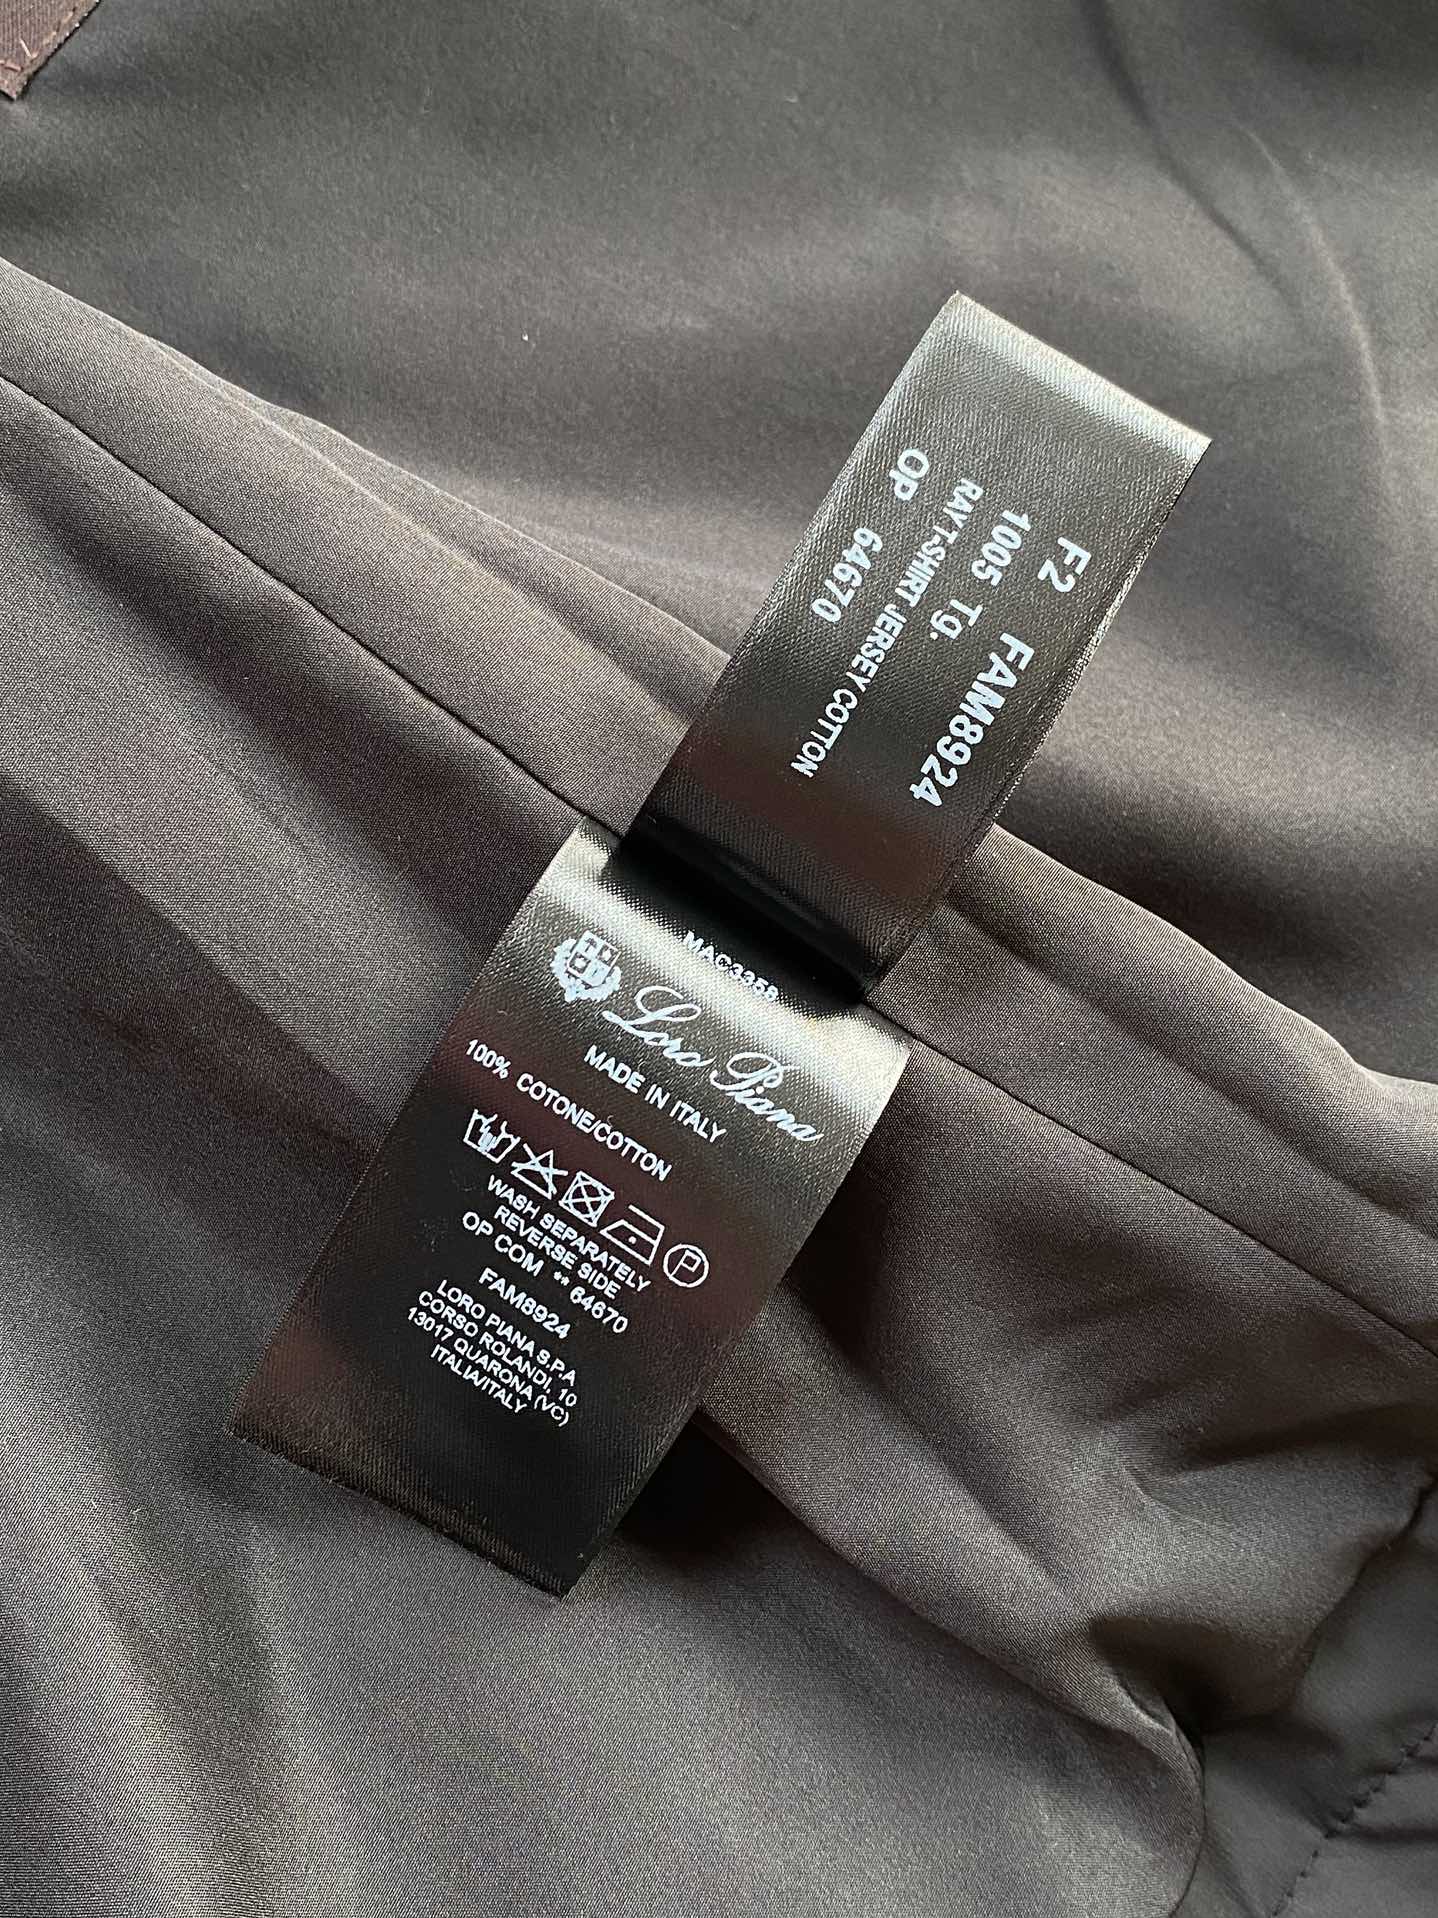 F2 FAM8924
1005 Tg.
RAY T-SHIRT JERSEY COTTON
OP 64670
MAC3358
Loro Piana
MADE IN ITALY
100% COTONE/COTTON
P
WASH SEPARATELY
REVERSE SIDE
OP COM ** 64670
FAM8924
LORO PIANA S.P.A
CORSO ROLANDI, 10
13017 QUARONA (VC)
ITALIA/ITALY